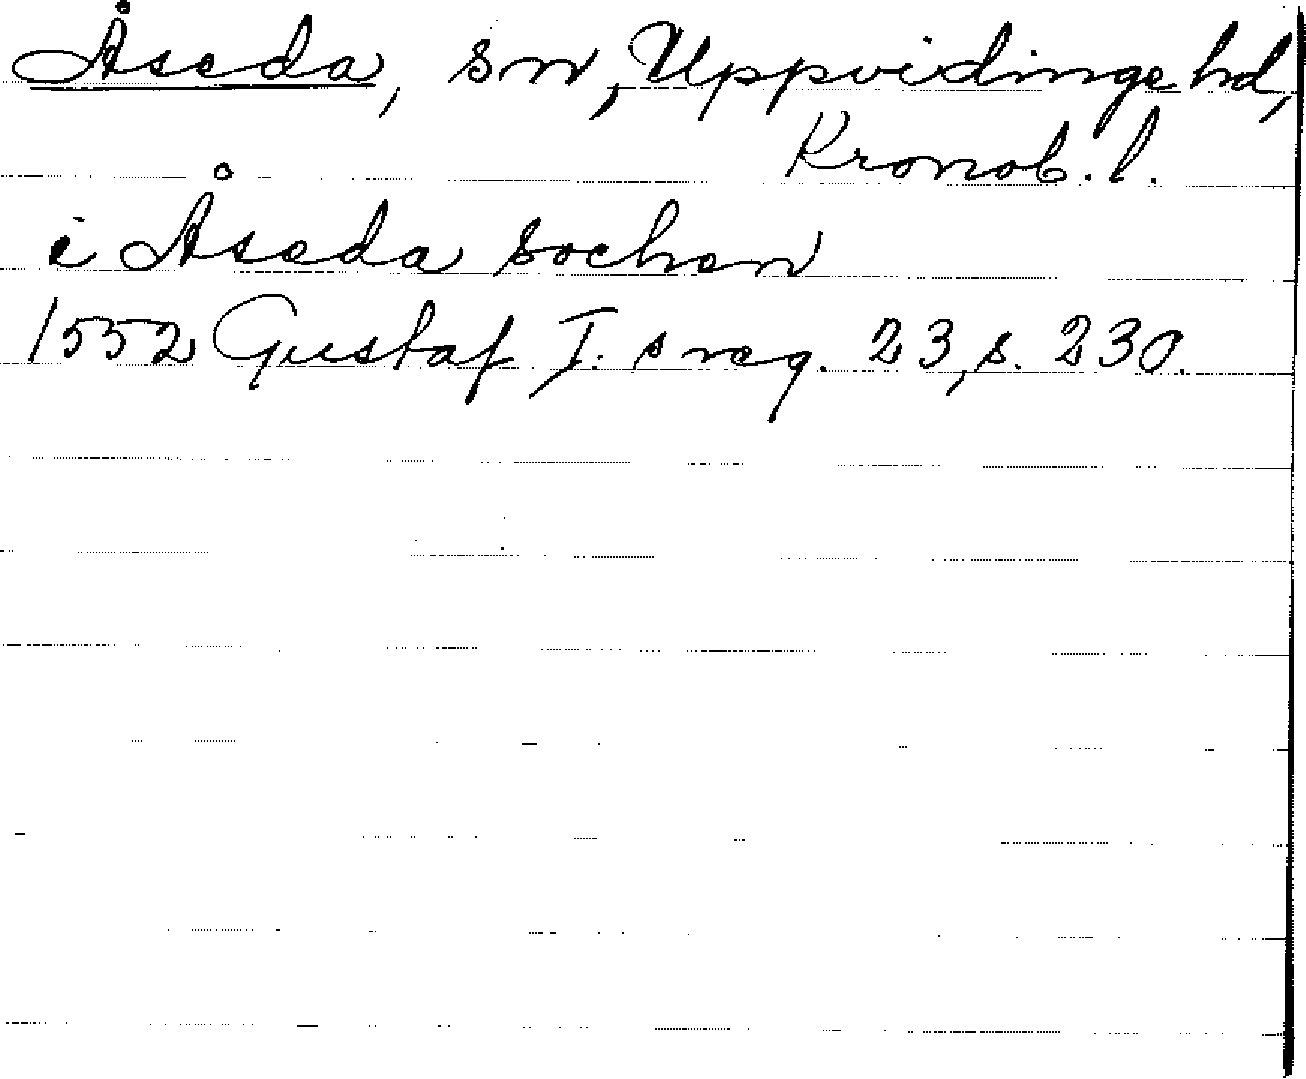 Åseda, sn, Uppvidinge hd,
Kronob. l.
i Åseda sochen
1552 Gustaf I. s reg. 23, s. 230.